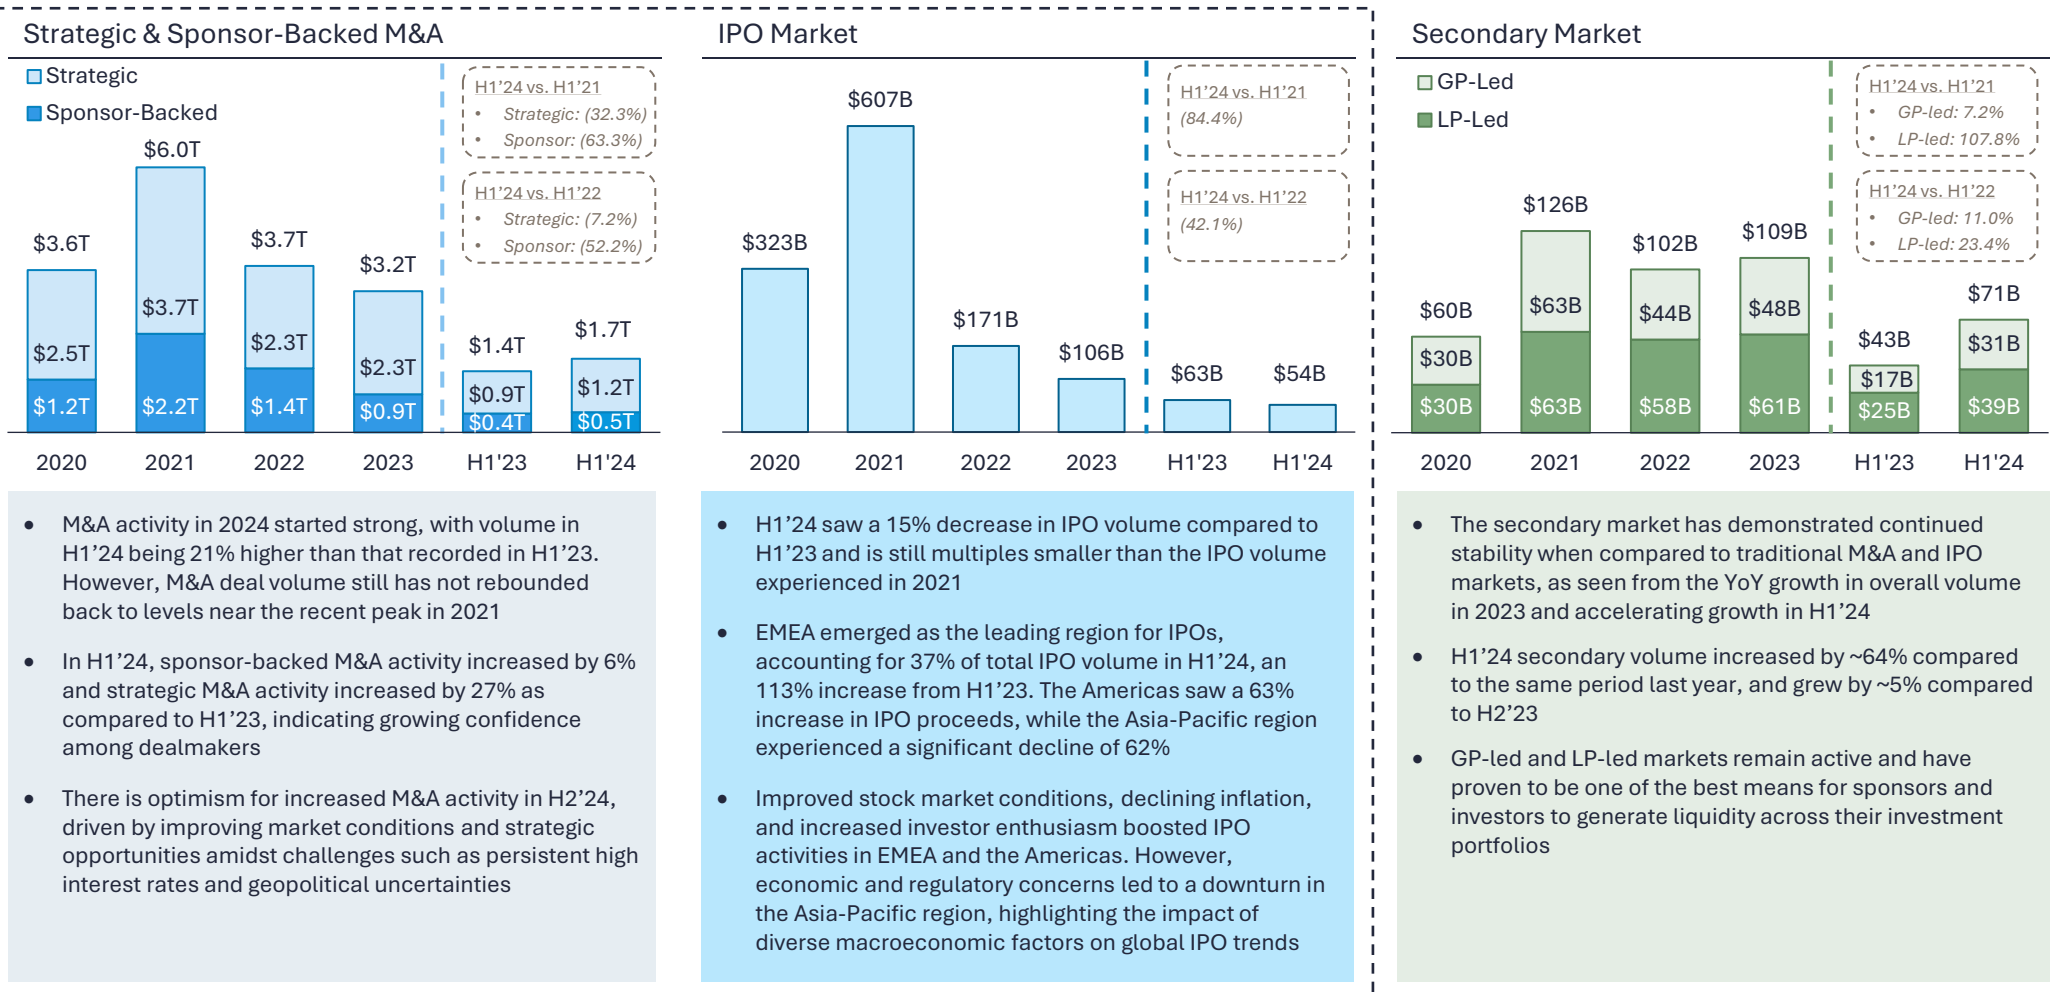 Strategic & Sponsor-Backed M&A
Strategic
Sponsor-Backed
H1'24 vs. H1'21
• Strategic: (32.3%)
• Sponsor: (63.3%)
H1'24 vs. H1'22
• Strategic: (7.2%)
• Sponsor: (52.2%)
$3.6T
$6.0T
$3.7T
$3.2T
$1.4T
$1.7T
$2.5T
$3.7T
$2.3T
$2.3T
$0.9T
$1.2T
$1.2T
$2.2T
$1.4T
$0.9T
$0.4T
$0.5T
2020
2021
2022
2023
H1'23
H1'24
• M&A activity in 2024 started strong, with volume in
H1'24 being 21% higher than that recorded in H1'23.
However, M&A deal volume still has not rebounded
back to levels near the recent peak in 2021
• In H1'24, sponsor-backed M&A activity increased by 6%
and strategic M&A activity increased by 27% as
compared to H1'23, indicating growing confidence
among dealmakers
• There is optimism for increased M&A activity in H2'24,
driven by improving market conditions and strategic
opportunities amidst challenges such as persistent high
interest rates and geopolitical uncertainties
IPO Market
H1'24 vs. H1'21
(84.4%)
H1'24 vs. H1'22
(42.1%)
$323B
$607B
$171B
$106B
$63B
$54B
2020
2021
2022
2023
H1'23
H1'24
• H1'24 saw a 15% decrease in IPO volume compared to
H1'23 and is still multiples smaller than the IPO volume
experienced in 2021
• EMEA emerged as the leading region for IPOs,
accounting for 37% of total IPO volume in H1'24, an
113% increase from H1'23. The Americas saw a 63%
increase in IPO proceeds, while the Asia-Pacific region
experienced a significant decline of 62%
• Improved stock market conditions, declining inflation,
and increased investor enthusiasm boosted IPO
activities in EMEA and the Americas. However,
economic and regulatory concerns led to a downturn in
the Asia-Pacific region, highlighting the impact of
diverse macroeconomic factors on global IPO trends
Secondary Market
GP-Led
LP-Led
H1'24 vs. H1'21
• GP-led: 7.2%
• LP-led: 107.8%
H1'24 vs. H1'22
• GP-led: 11.0%
• LP-led: 23.4%
$60B
$126B
$102B
$109B
$43B
$71B
$30B
$63B
$44B
$48B
$17B
$31B
$30B
$63B
$58B
$61B
$25B
$39B
2020
2021
2022
2023
H1'23
H1'24
• The secondary market has demonstrated continued
stability when compared to traditional M&A and IPO
markets, as seen from the YoY growth in overall volume
in 2023 and accelerating growth in H1'24
• H1'24 secondary volume increased by ~64% compared
to the same period last year, and grew by ~5% compared
to H2'23
• GP-led and LP-led markets remain active and have
proven to be one of the best means for sponsors and
investors to generate liquidity across their investment
portfolios